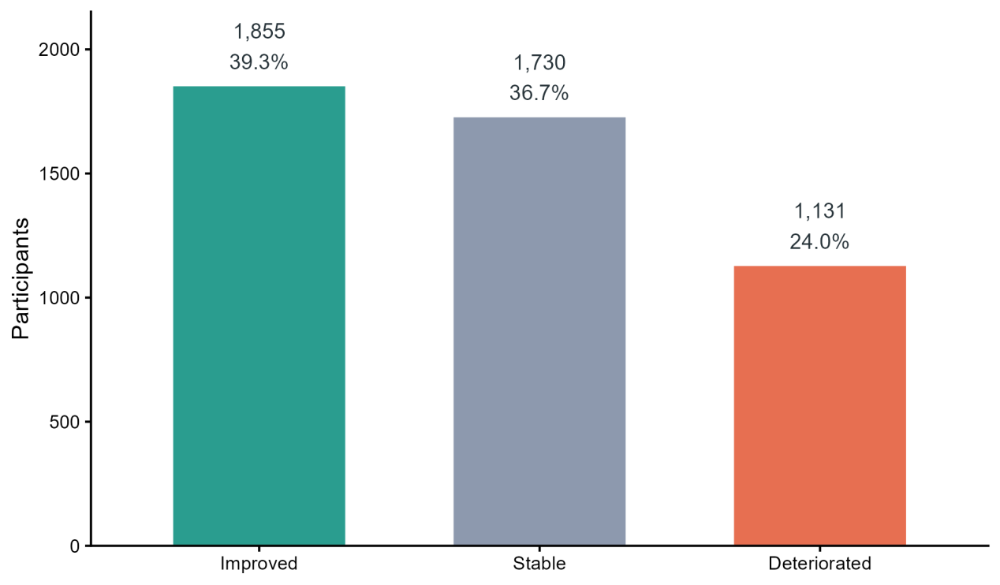 1,855
39.3%
1,730
36.7%
1,131
24.0%
2000
1500
1000
500
0
Participants
Improved
Stable
Deteriorated